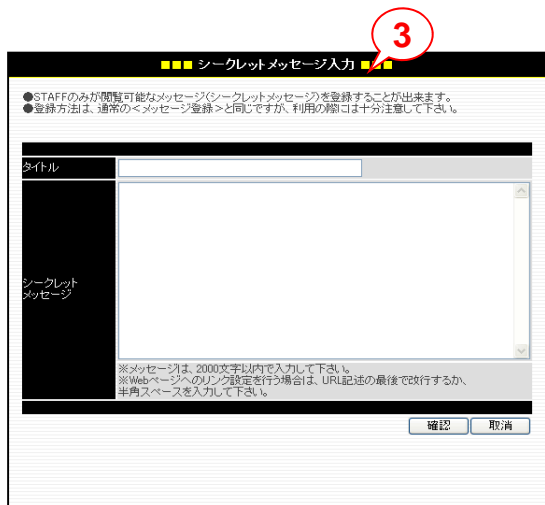 3
■■■ シークレットメッセージ入力 ■■■
●STAFFのみが閲覧可能なメッセージ(シークレットメッセージ)を登録することが出来ます。
●登録方法は、通常の<メッセージ登録>と同じですが、利用の際には十分注意して下さい。
タイトル
シークレット
メッセージ
※メッセージは、2000文字以内で入力して下さい。
※Webページへのリンク設定を行う場合は、URL記述の最後で改行するか、
半角スペースを入力して下さい。
確認 取消